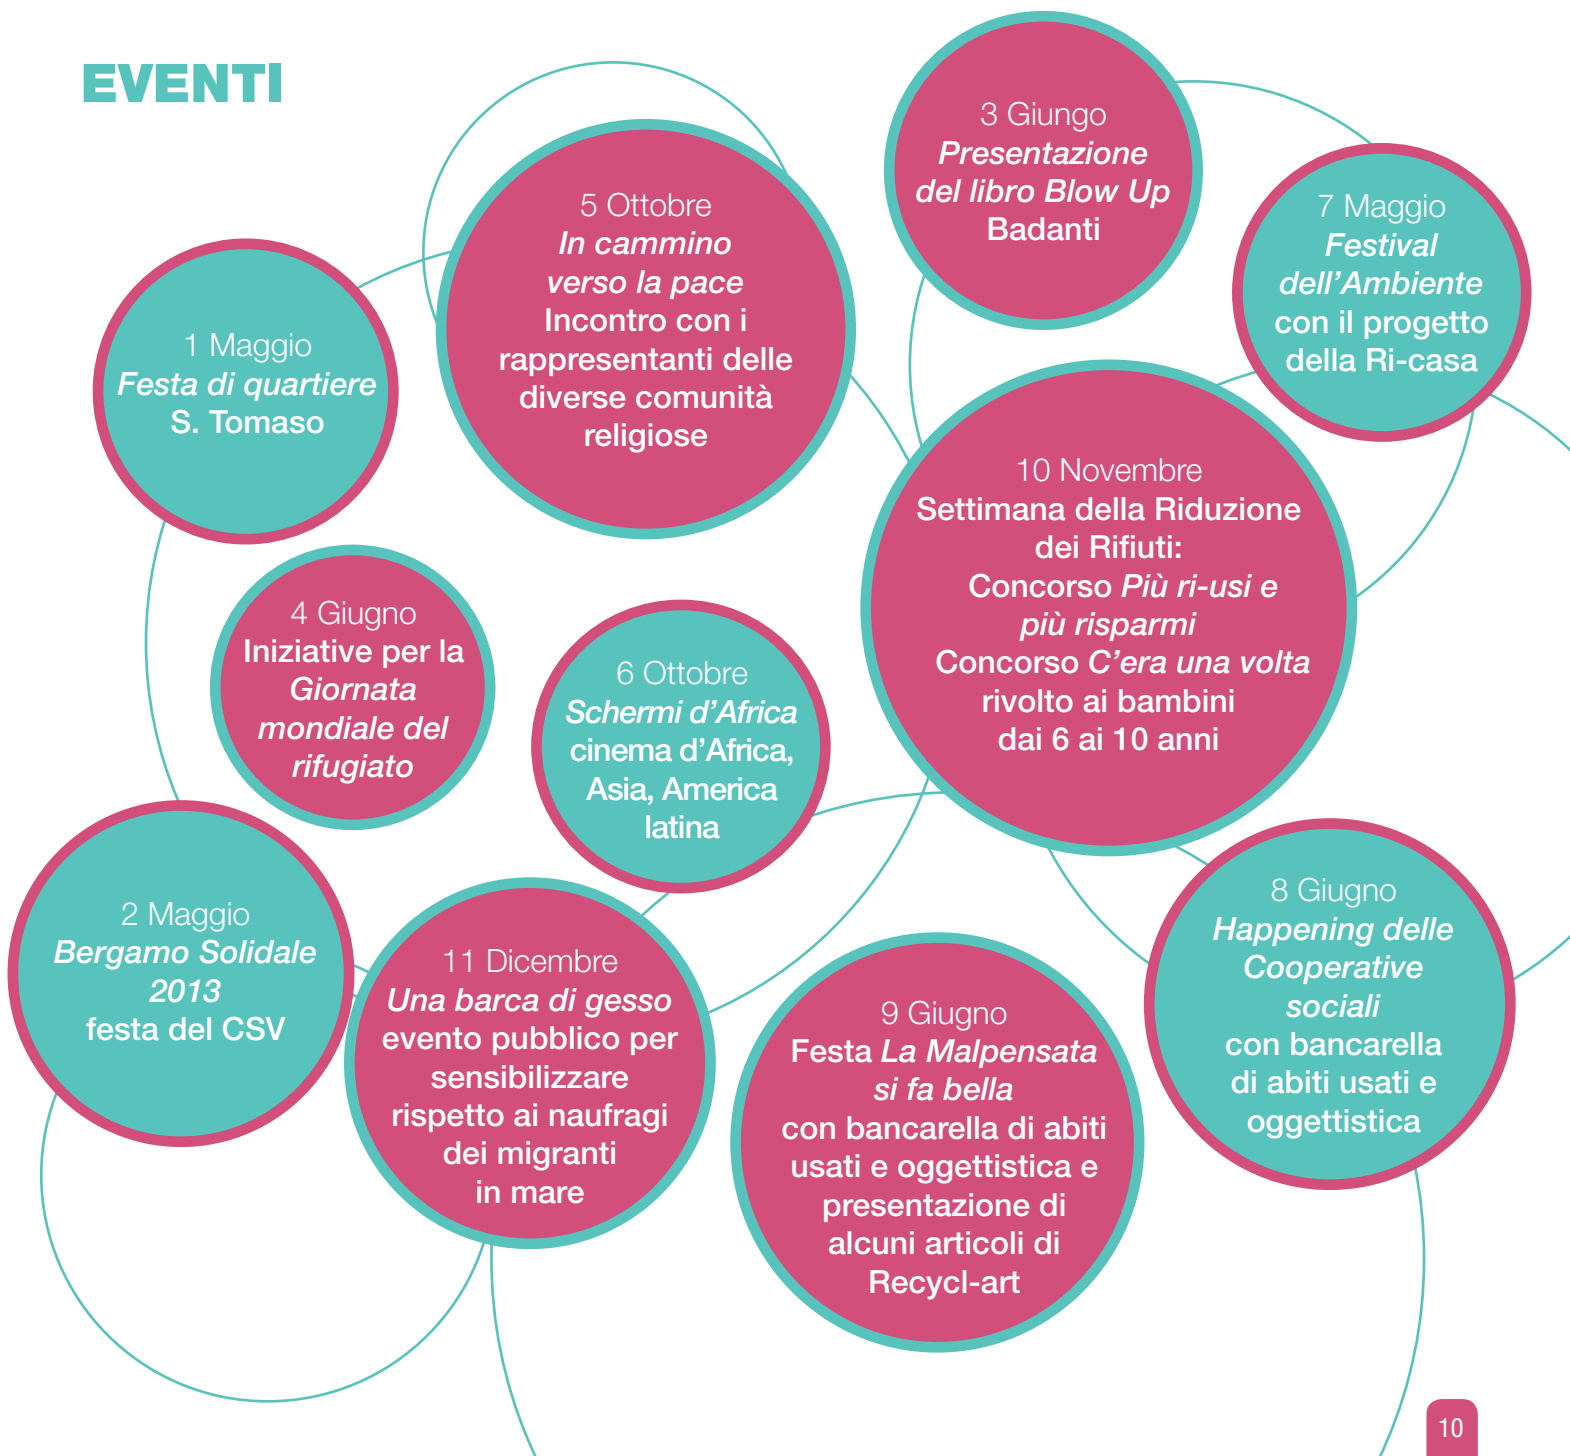 EVENTI
1 Maggio
Festa di quartiere
S. Tomaso
5 Ottobre
In cammino
verso la pace
Incontro con i
rappresentanti delle
diverse comunità
religiose
3 Giungo
Presentazione
del libro Blow Up
Badanti
7 Maggio
Festival
dell’Ambiente
con il progetto
della Ri-casa
4 Giugno
Iniziative per la
Giornata
mondiale del
rifugiato
6 Ottobre
Schermi d’Africa
cinema d’Africa,
Asia, America
latina
10 Novembre
Settimana della Riduzione
dei Rifiuti:
Concorso Più ri-usi e
più risparmi
Concorso C’era una volta
rivolto ai bambini
dai 6 ai 10 anni
2 Maggio
Bergamo Solidale
2013
festa del CSV
11 Dicembre
Una barca di gesso
evento pubblico per
sensibilizzare
rispetto ai naufragi
dei migranti
in mare
9 Giugno
Festa La Malpensata
si fa bella
con bancarella di abiti
usati e oggettistica e
presentazione di
alcuni articoli di
Recycl-art
8 Giugno
Happening delle
Cooperative
sociali
con bancarella
di abiti usati e
oggettistica
10